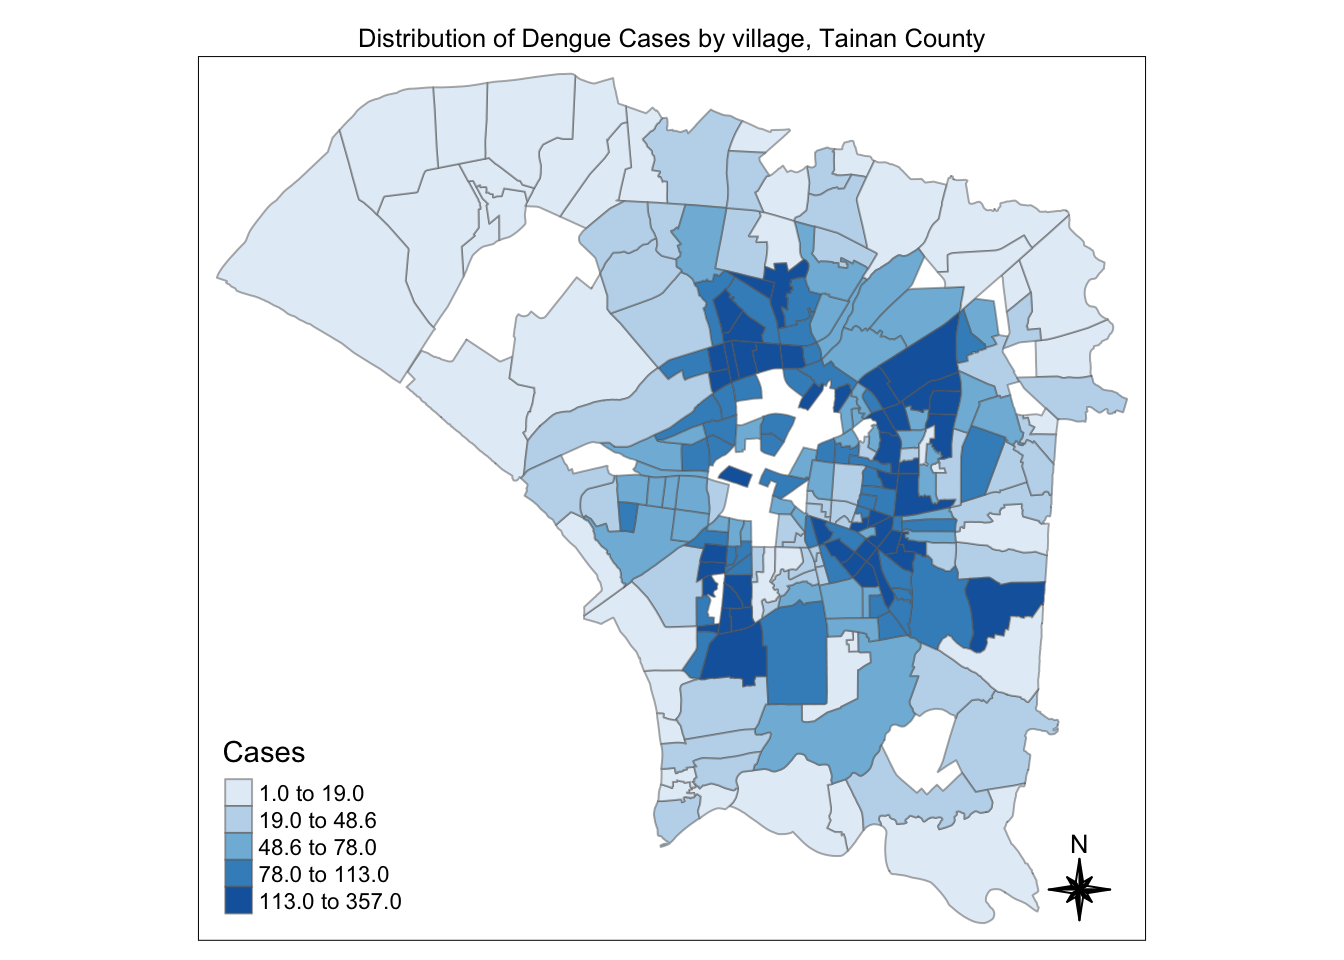 Distribution of Dengue Cases by village, Tainan County
Cases
1.0 to 19.0
19.0 to 48.6
48.6 to 78.0
78.0 to 113.0
113.0 to 357.0
N